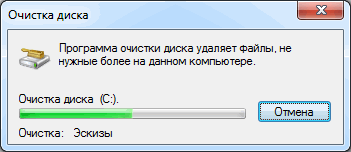 Очистка диска
Программа очистки диска удаляет файлы, не
нужные более на данном компьютере.
Очистка диска (C:).
Отмена
Очистка: Эскизы